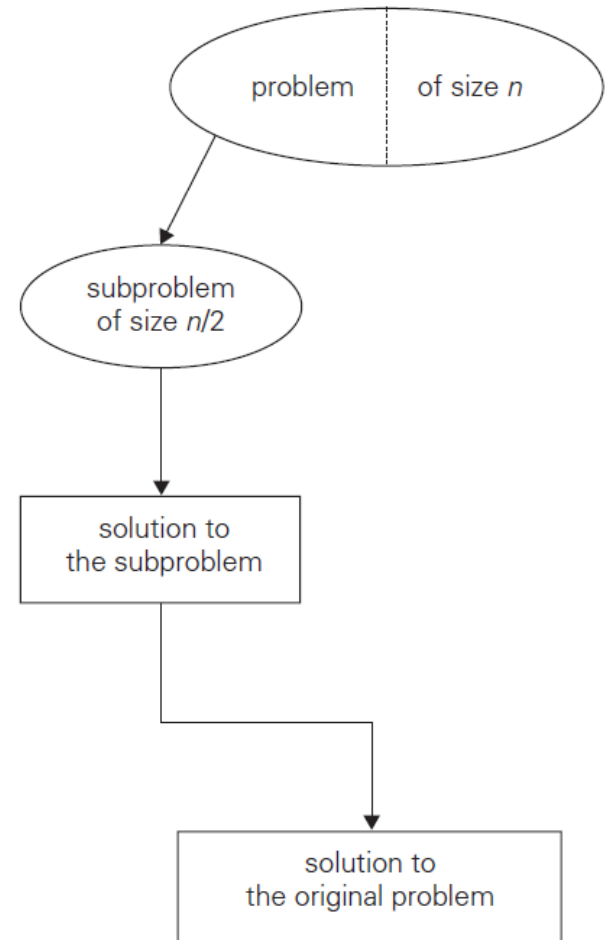 problem of size n
subproblem
of size n/2
solution to
the subproblem
solution to
the original problem